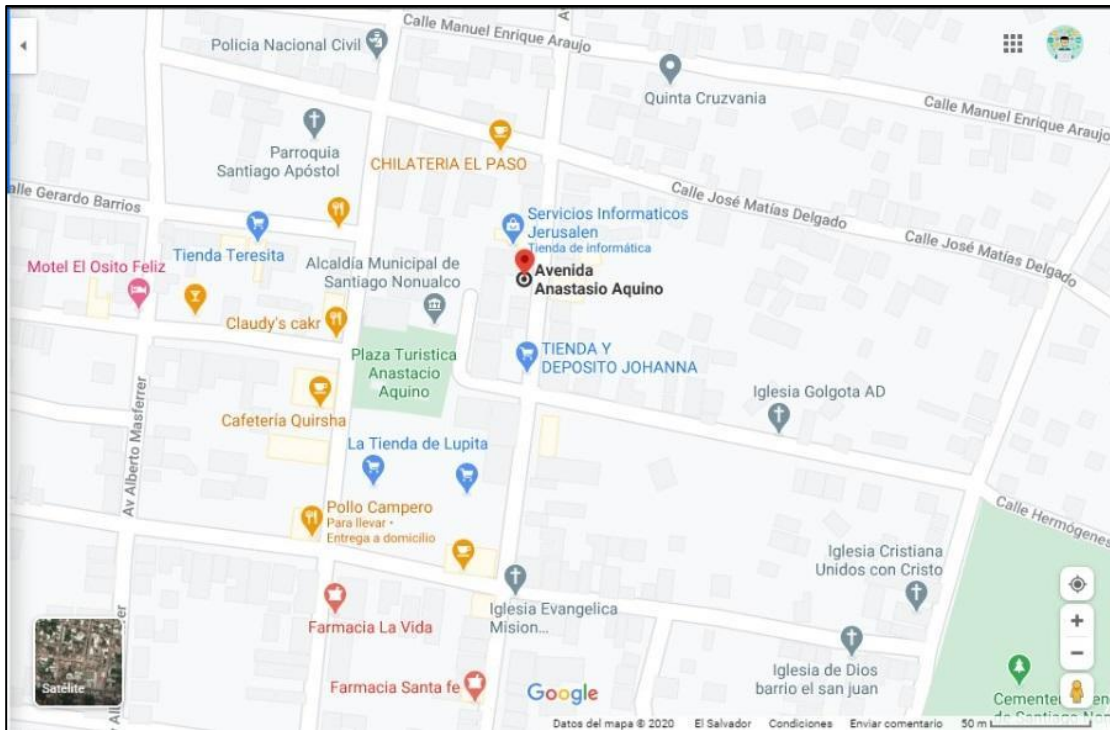 Calle Manuel Enrique Araujo
Policia Nacional Civil
Quinta Cruzvania
Calle Manuel Enrique Araujo
Parroquia
Santiago Apóstol
CHILATERIA EL PASO
Calle José Matías Delgado
alle Gerardo Barrios
Servicios Informaticos
Jerusalen
Tienda de informática
Calle José Matías Delgado
Tienda Teresita
Motel El Osito Feliz
Alcaldía Municipal de
Santiago Nonualco
Avenida
Anastasio Aquino
Claudy's cakr
Plaza Turistica
Anastacio
Aquino
TIENDA Y
DEPOSITO JOHANNA
Iglesia Golgota AD
Av Alberto Masferrer
Cafetería Quirsha
La Tienda de Lupita
Pollo Campero
Para llevar •
Entrega a domicilio
Calle Hermógenes
Iglesia Cristiana
Unidos con Cristo
Iglesia Evangelica
Mision...
Farmacia La Vida
Iglesia de Dios
barrio el san juan
Farmacia Santa fe
Satélite
Google
Datos del mapa © 2020 El Salvador Condiciones Enviar comentario 50 m